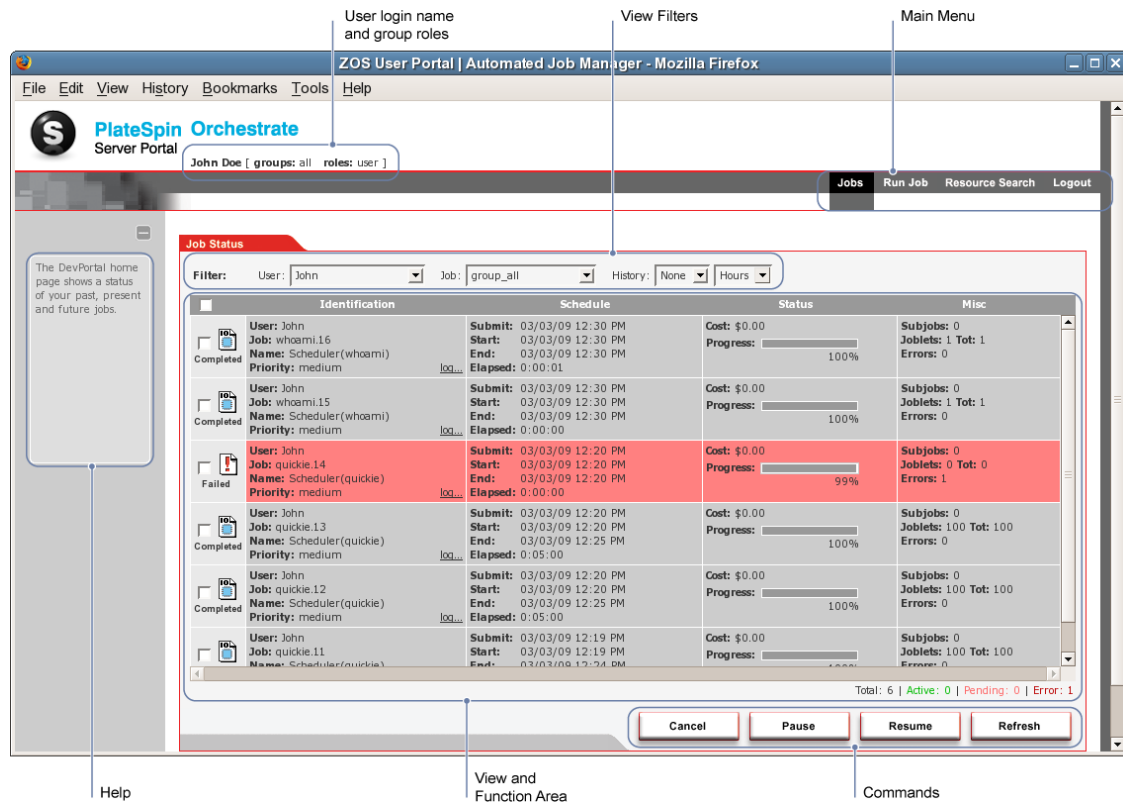 User login name
and group roles
View Filters
Main Menu
ZOS User Portal | Automated Job Manager - Mozilla Firefox
File Edit View History Bookmarks Tools Help
S
PlateSpin Orchestrate
Server Portal
John Doe [ groups: all roles: user ]
Jobs Run Job Resource Search Logout
The DevPortal home
page shows a status
of your past, present
and future jobs.
Job Status
Filter: User: John Job: group_all History: None Hours
Identification Schedule Status Misc
User: John Submit: 03/03/09 12:30 PM Cost: $0.00 Subjobs: 0
Job: whoami.16 Start: 03/03/09 12:30 PM Progress: Joblets: 1 Tot: 1
Completed Name: Scheduler(whoami) End: 03/03/09 12:30 PM 100% Errors: 0
Priority: medium log... Elapsed: 0:00:01
User: John Submit: 03/03/09 12:30 PM Cost: $0.00 Subjobs: 0
Job: whoami.15 Start: 03/03/09 12:30 PM Progress: Joblets: 1 Tot: 1
Completed Name: Scheduler(whoami) End: 03/03/09 12:30 PM 100% Errors: 0
Priority: medium log... Elapsed: 0:00:00
User: John Submit: 03/03/09 12:20 PM Cost: $0.00 Subjobs: 0
Job: quickie.14 Start: 03/03/09 12:20 PM Progress: Joblets: 0 Tot: 0
Failed Name: Scheduler(quickie) End: 03/03/09 12:20 PM 99% Errors: 1
Priority: medium log... Elapsed: 0:00:00
User: John Submit: 03/03/09 12:20 PM Cost: $0.00 Subjobs: 0
Job: quickie.13 Start: 03/03/09 12:20 PM Progress: Joblets: 100 Tot: 100
Completed Name: Scheduler(quickie) End: 03/03/09 12:25 PM 100% Errors: 0
Priority: medium log... Elapsed: 0:05:00
User: John Submit: 03/03/09 12:20 PM Cost: $0.00 Subjobs: 0
Job: quickie.12 Start: 03/03/09 12:20 PM Progress: Joblets: 100 Tot: 100
Completed Name: Scheduler(quickie) End: 03/03/09 12:25 PM 100% Errors: 0
Priority: medium log... Elapsed: 0:05:00
User: John Submit: 03/03/09 12:19 PM Cost: $0.00 Subjobs: 0
Job: quickie.11 Start: 03/03/09 12:19 PM Progress: Joblets: 100 Tot: 100
Name: Scheduler(quickie) End: 03/03/09 12:24 PM 100% Errors: 0
Total: 6 | Active: 0 | Pending: 0 | Error: 1
Cancel Pause Resume Refresh
Help
View and
Function Area
Commands